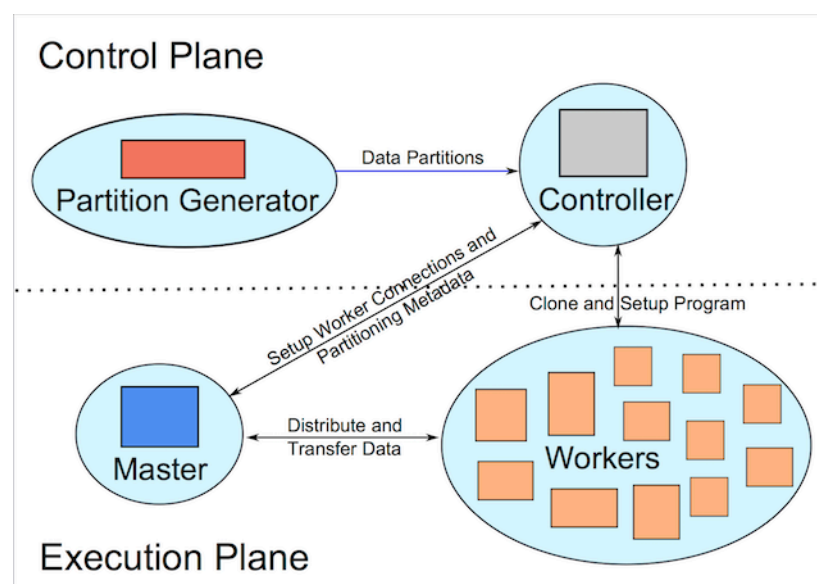 Control Plane
Data Partitions
Partition Generator
Controller
Setup Worker Connections and
Partitioning Metadata
Clone and Setup Program
Distribute and
Transfer Data
Master
Workers
Execution Plane